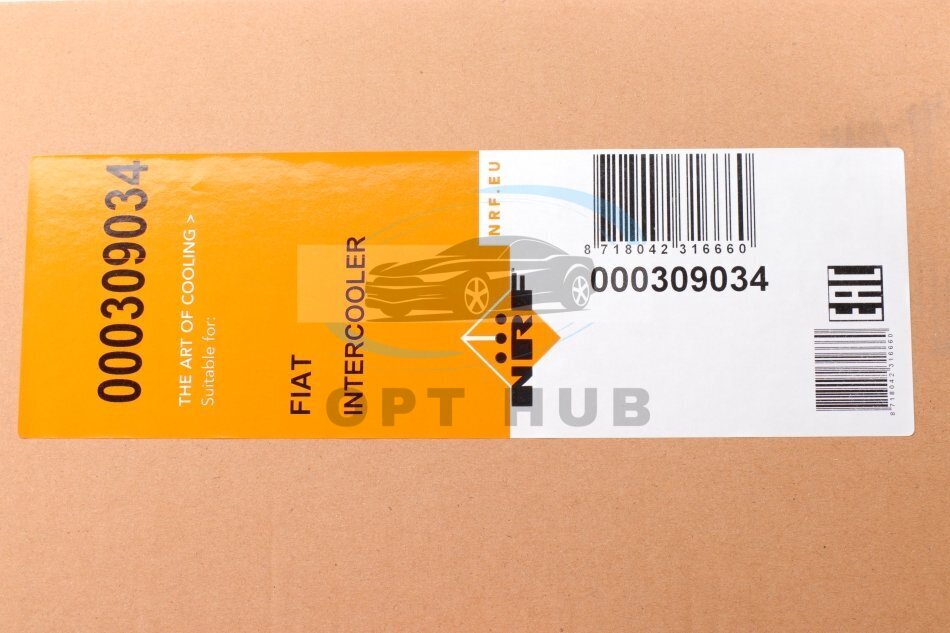 000309034
THE ART OF COOLING >
Suitable for:
FIAT
INTERCOOLER
NRF.EU
NRF
8 718042 316660
000309034
EAC
8 718042 316660
OPT HUB